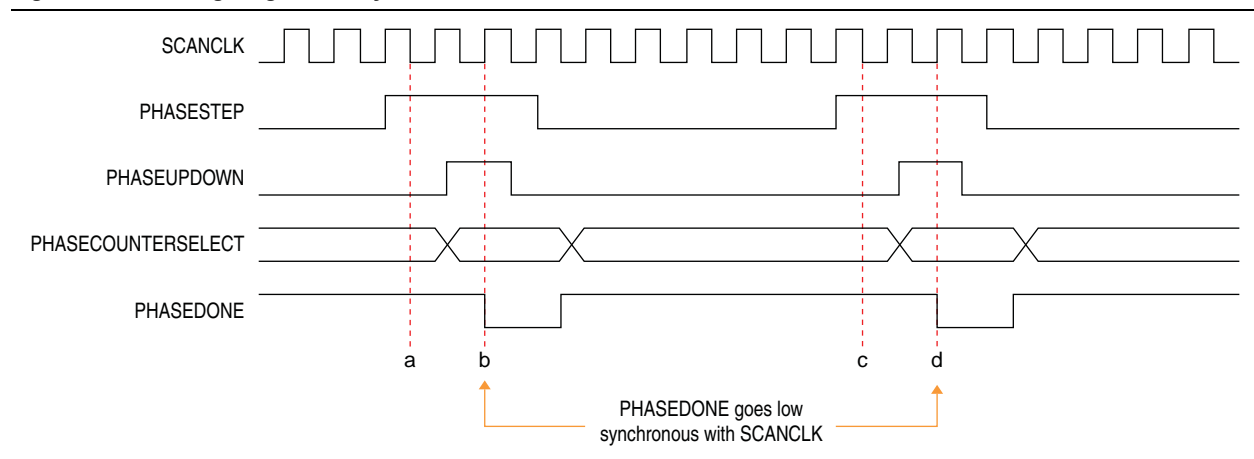 SCANCLK
PHASESTEP
PHASEUPDOWN
PHASECOUNTERSELECT
PHASEDONE
a b c d
PHASEDONE goes low
synchronous with SCANCLK